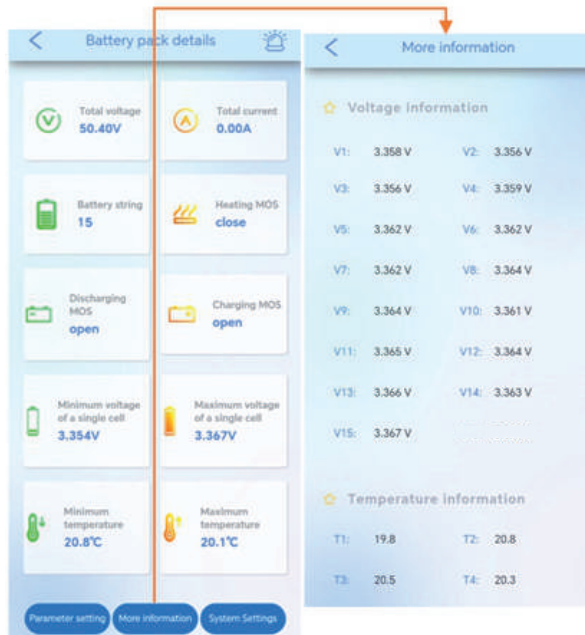 Battery pack details
Total voltage
50.40V
Total current
0.00A
Battery string
15
Heating MOS
close
Discharging
MOS
open
Charging MOS
open
Minimum voltage
of a single cell
3.354V
Maximum voltage
of a single cell
3.367V
Minimum
temperature
20.8℃
Maximum
temperature
20.1℃
Parameter setting
More information
System Settings
More information
Voltage Information
V1: 3.358 V V2: 3.356 V
V3: 3.356 V V4: 3.359 V
V5: 3.362 V V6: 3.362 V
V7: 3.362 V V8: 3.364 V
V9: 3.364 V V10: 3.361 V
V11: 3.365 V V12: 3.364 V
V13: 3.366 V V14: 3.363 V
V15: 3.367 V
Temperature information
T1: 19.8 T2: 20.8
T3: 20.5 T4: 20.3